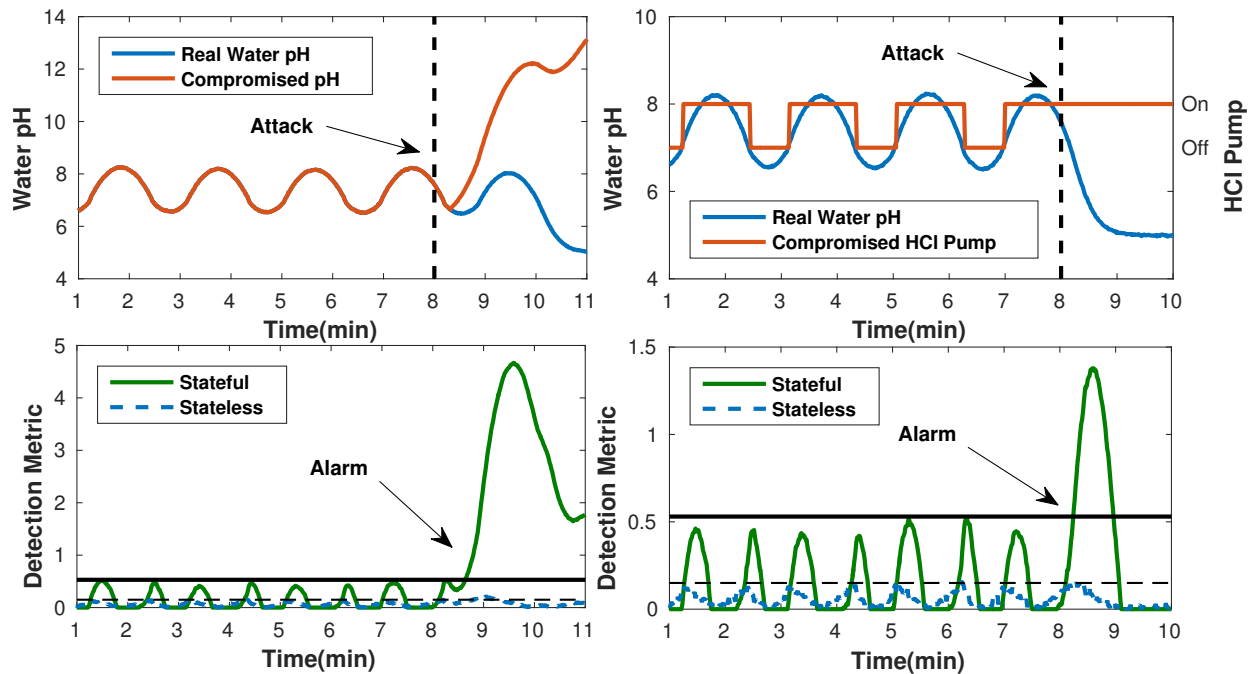 14
12
10
8
6
4
Water pH
Real Water pH
Compromised pH
Attack
1 2 3 4 5 6 7 8 9 10 11
Time(min)
10
8
6
4
Water pH
Attack
On
Off
HCl Pump
Real Water pH
Compromised HCl Pump
1 2 3 4 5 6 7 8 9 10
Time(min)
5
4
3
2
1
0
Detection Metric
Stateful
Stateless
Alarm
1 2 3 4 5 6 7 8 9 10 11
Time(min)
1.5
1
0.5
0
Detection Metric
Stateful
Stateless
Alarm
1 2 3 4 5 6 7 8 9 10
Time(min)